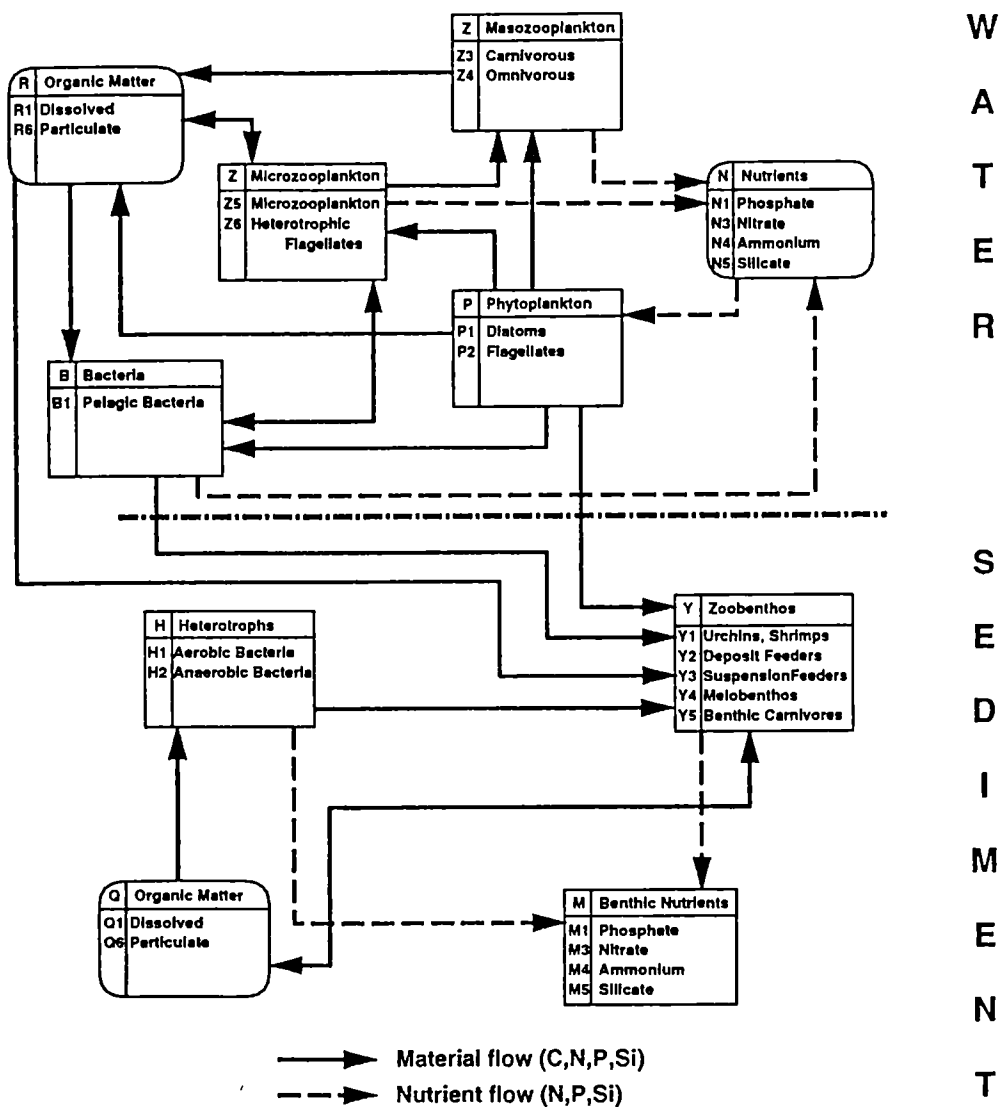 Z Masozooplankton
Z3 Carnivorous
Z4 Omnivorous
R Organic Matter
R1 Dissolved
R6 Particulate
Z Microzooplankton
Z5 Microzooplankton
Z6 Heterotrophic
Flagellates
N Nutrients
N1 Phosphate
N3 Nitrate
N4 Ammonium
N5 Silicate
P Phytoplankton
P1 Diatoms
P2 Flagellates
B Bacteria
B1 Pelagic Bacteria
W
A
T
E
R
H Heterotrophs
H1 Aerobic Bacteria
H2 Anaerobic Bacteria
Y Zoobenthos
Y1 Urchins, Shrimps
Y2 Deposit Feeders
Y3 SuspensionFeeders
Y4 Meiobenthos
Y5 Benthic Carnivores
Q Organic Matter
Q1 Dissolved
Q6 Particulate
M Benthic Nutrients
M1 Phosphate
M3 Nitrate
M4 Ammonium
M5 Silicate
S
E
D
I
M
E
N
T
Material flow (C,N,P,Si)
Nutrient flow (N,P,Si)